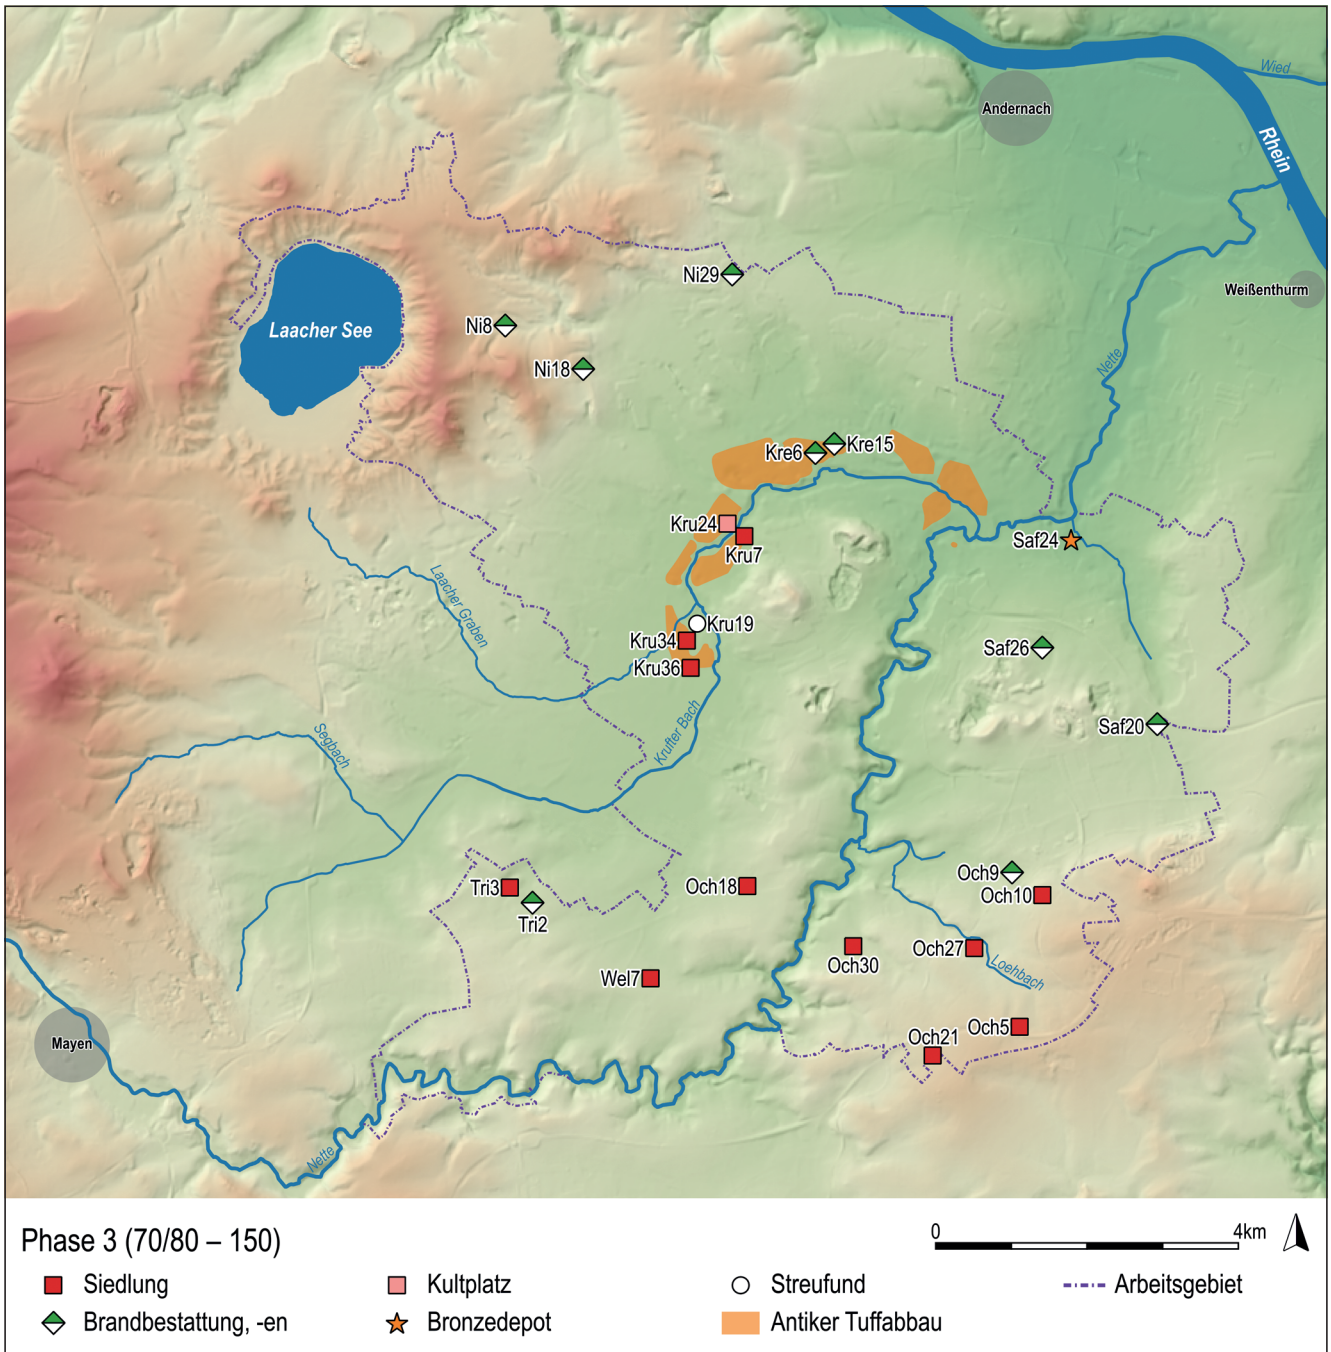 Wied
Andernach
Rhein
Ni29
Weißenthurm
Ni8
Laacher See
Nette
Ni18
Kre15
Kre6
Kru24
Saf24
Kru7
Laacher Graben
Kru19
Kru34
Saf26
Kru36
Saf20
Krufter Bach
Segbach
Och9
Tri3
Och18
Och10
Tri2
Och27
Och30
Loehbach
Wel7
Och5
Och21
Mayen
Nette
Phase 3 (70/80 – 150)
0 4km
Siedlung
Kultplatz
Streufund
Arbeitsgebiet
Brandbestattung, -en
Bronzedepot
Antiker Tuffabbau